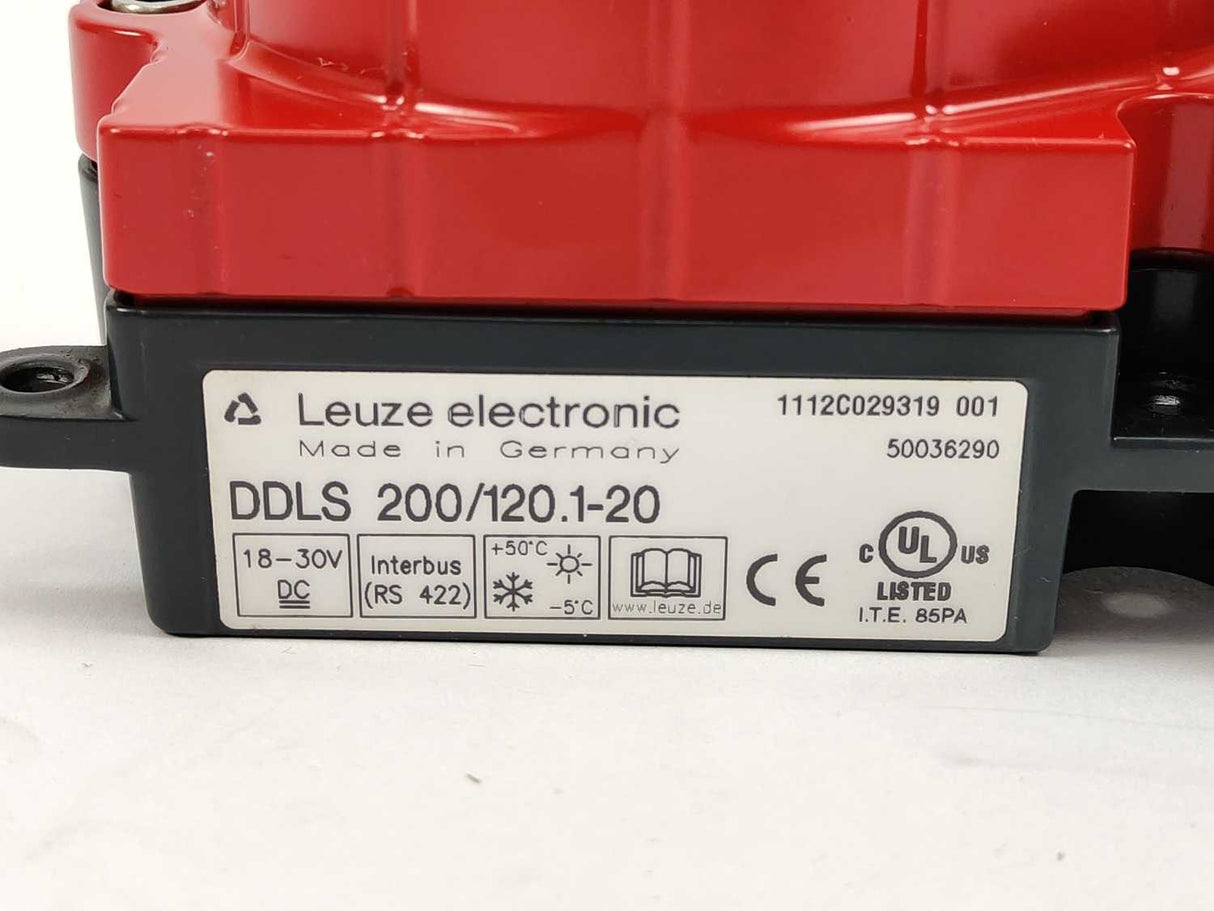 Leuze electronic
1112C029319 001
Made in Germany
50036290
DDLS 200/120.1-20
18-30V
DC
Interbus
(RS 422)
+50°C
-5°C
www.leuze.de
CE
C UL US
LISTED
I.T.E. 85PA